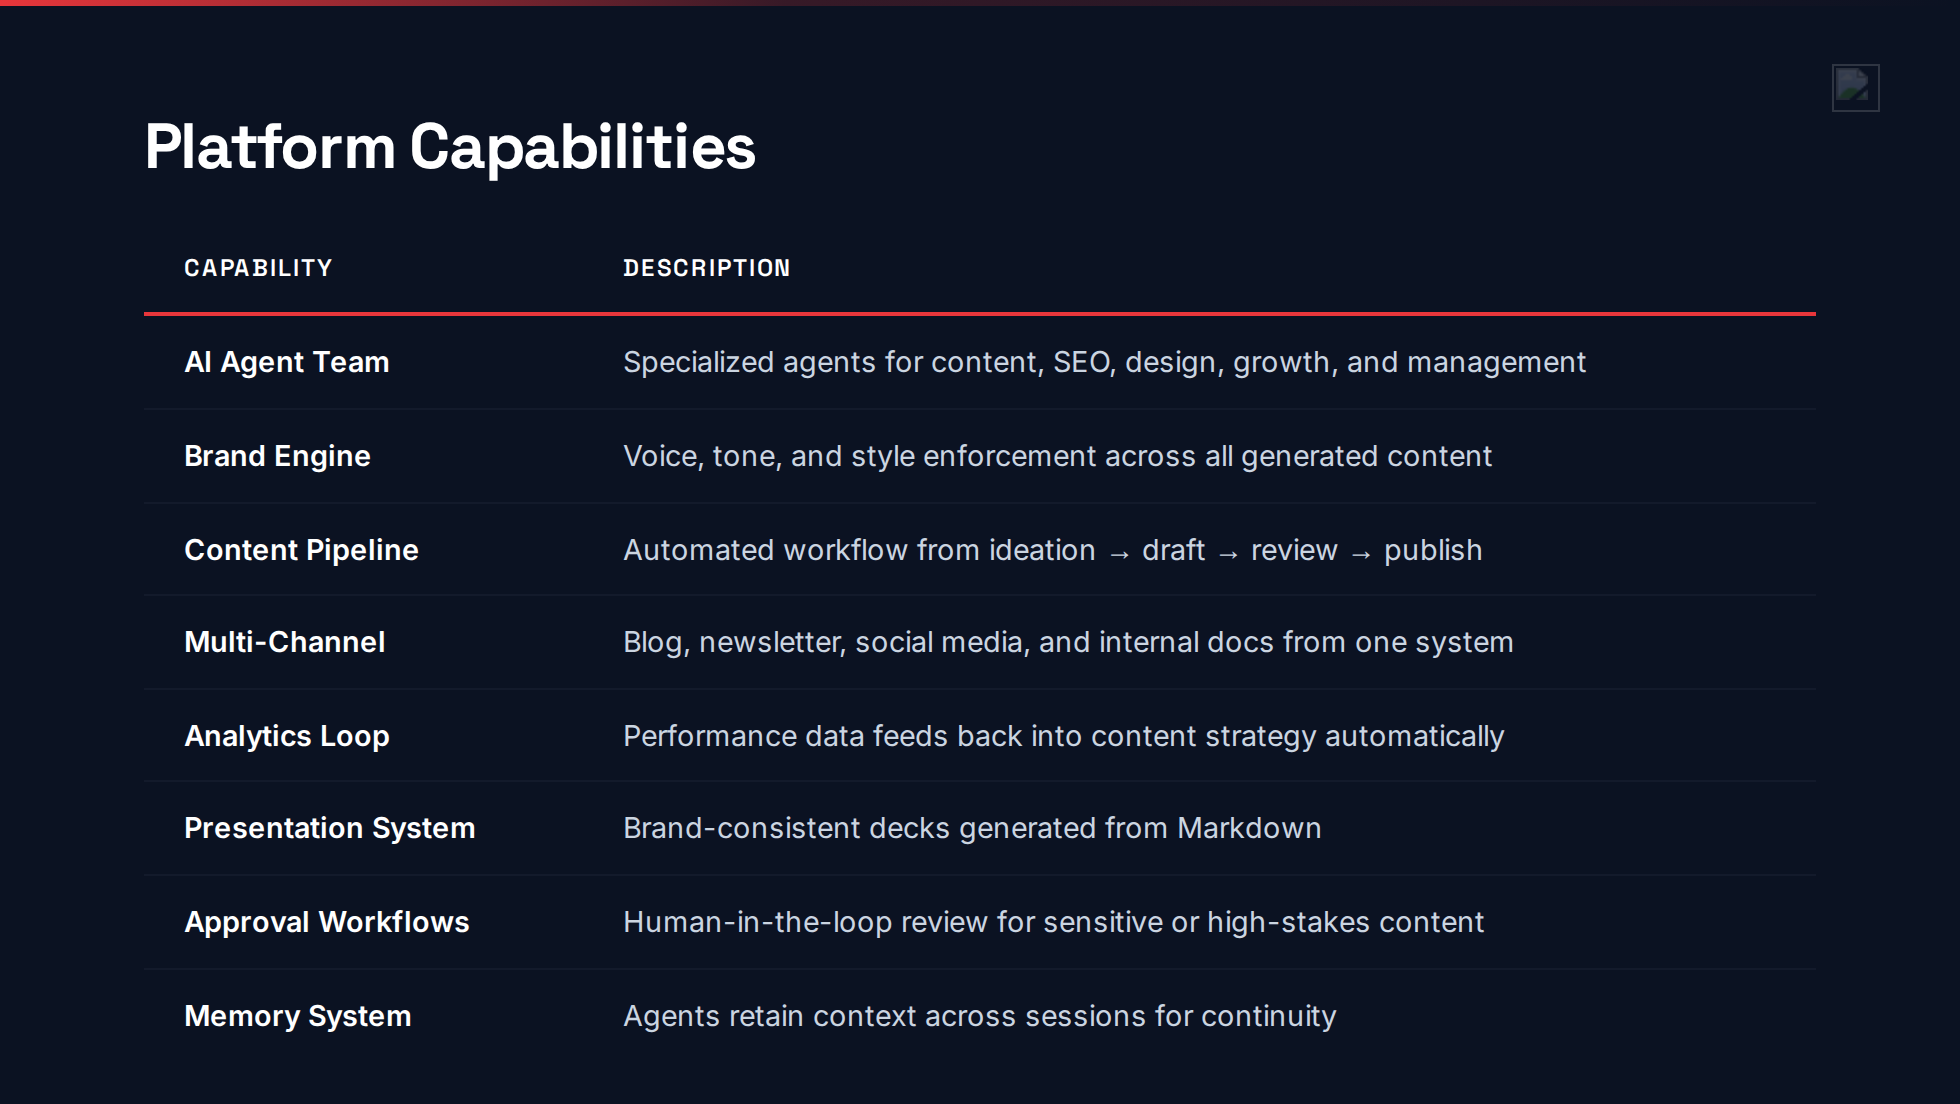 Platform Capabilities
CAPABILITY DESCRIPTION
AI Agent Team Specialized agents for content, SEO, design, growth, and management
Brand Engine Voice, tone, and style enforcement across all generated content
Content Pipeline Automated workflow from ideation → draft → review → publish
Multi-Channel Blog, newsletter, social media, and internal docs from one system
Analytics Loop Performance data feeds back into content strategy automatically
Presentation System Brand-consistent decks generated from Markdown
Approval Workflows Human-in-the-loop review for sensitive or high-stakes content
Memory System Agents retain context across sessions for continuity